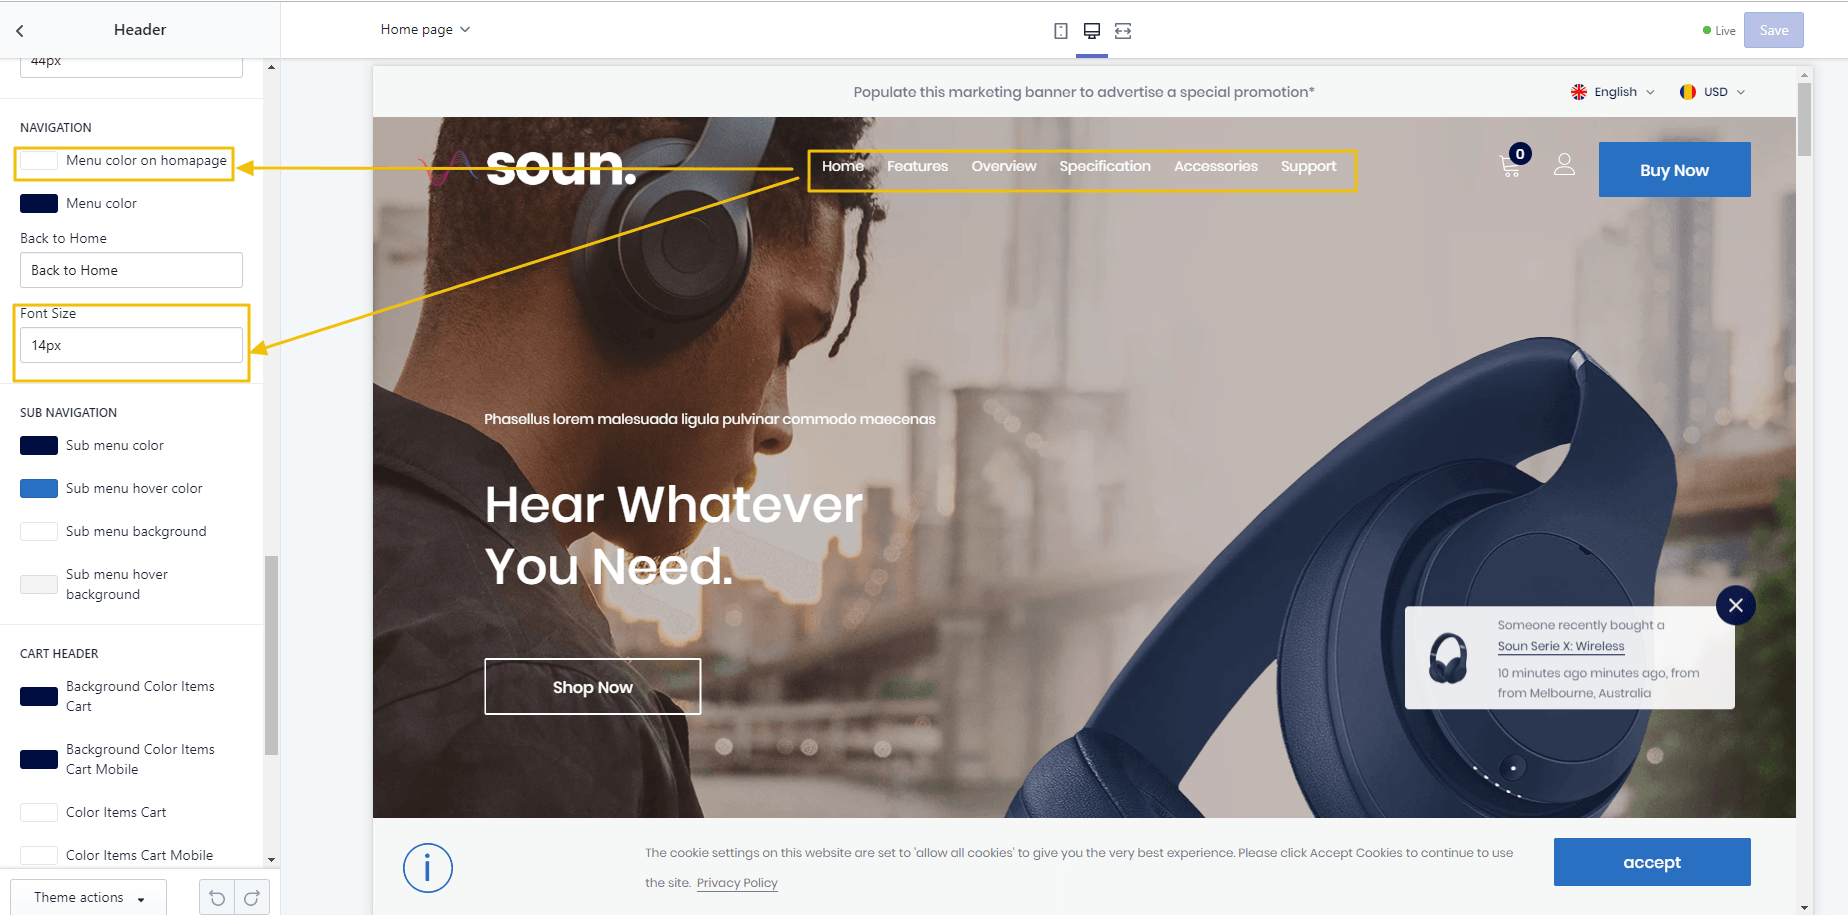 Header
Home page
Live
Save
44px
NAVIGATION
Menu color on homapage
Menu color
Back to Home
Back to Home
Font Size
14px
SUB NAVIGATION
Sub menu color
Sub menu hover color
Sub menu background
Sub menu hover
background
CART HEADER
Background Color Items
Cart
Background Color Items
Cart Mobile
Color Items Cart
Color Items Cart Mobile
Theme actions
Populate this marketing banner to advertise a special promotion*
English
USD
soun.
Home Features Overview Specification Accessories Support
0
Buy Now
Phasellus lorem malesuada ligula pulvinar commodo maecenas
Hear Whatever
You Need.
Shop Now
Someone recently bought a
Soun Serie X: Wireless
10 minutes ago minutes ago, from
from Melbourne, Australia
The cookie settings on this website are set to 'allow all cookies' to give you the very best experience. Please click Accept Cookies to continue to use
the site. Privacy Policy
accept